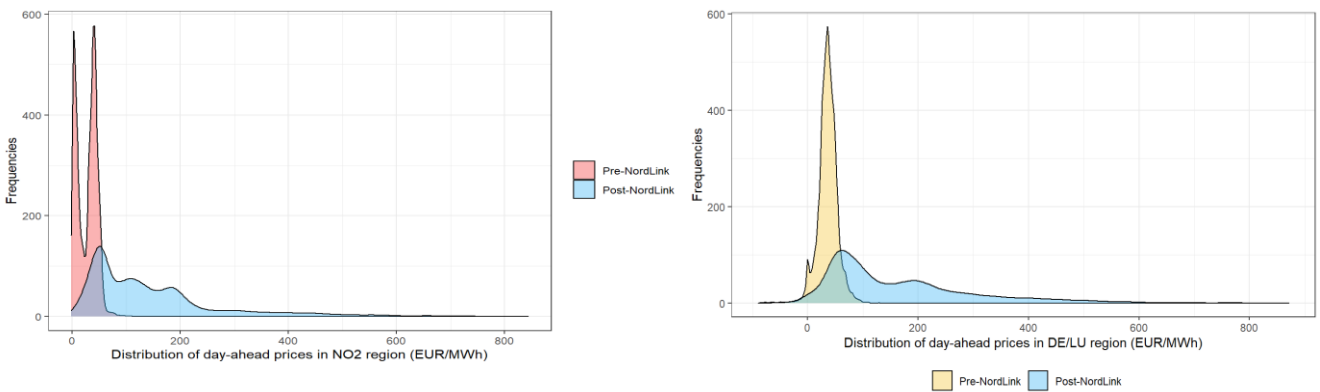 600
400
200
0
Frequencies
0 200 400 600 800
Distribution of day-ahead prices in NO2 region (EUR/MWh)
Pre-NordLink
Post-NordLink
600
400
200
0
Frequencies
0 200 400 600 800
Distribution of day-ahead prices in DE/LU region (EUR/MWh)
Pre-NordLink Post-NordLink